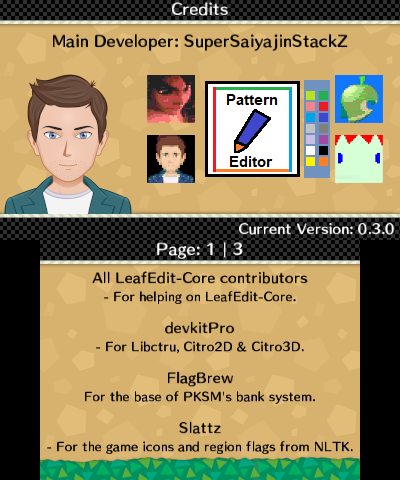 Credits
Main Developer: SuperSaiyajinStackZ
Pattern
Editor
Current Version: 0.3.0
Page: 1 | 3
All LeafEdit-Core contributors
- For helping on LeafEdit-Core.
devkitPro
- For Libctru, Citro2D & Citro3D.
FlagBrew
For the base of PKSM's bank system.
Slattz
- For the game icons and region flags from NLTK.